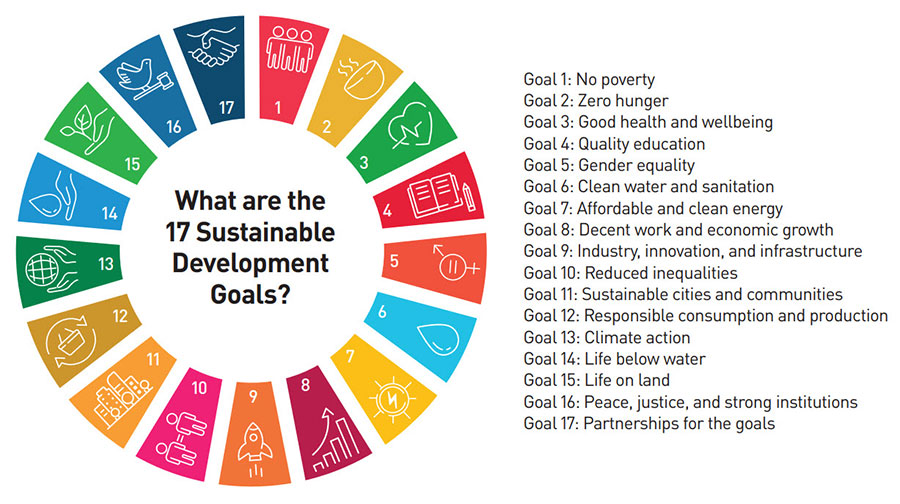 What are the
17 Sustainable
Development
Goals?
1
2
3
4
5
6
7
8
9
10
11
12
13
14
15
16
17
Goal 1: No poverty
Goal 2: Zero hunger
Goal 3: Good health and wellbeing
Goal 4: Quality education
Goal 5: Gender equality
Goal 6: Clean water and sanitation
Goal 7: Affordable and clean energy
Goal 8: Decent work and economic growth
Goal 9: Industry, innovation, and infrastructure
Goal 10: Reduced inequalities
Goal 11: Sustainable cities and communities
Goal 12: Responsible consumption and production
Goal 13: Climate action
Goal 14: Life below water
Goal 15: Life on land
Goal 16: Peace, justice, and strong institutions
Goal 17: Partnerships for the goals